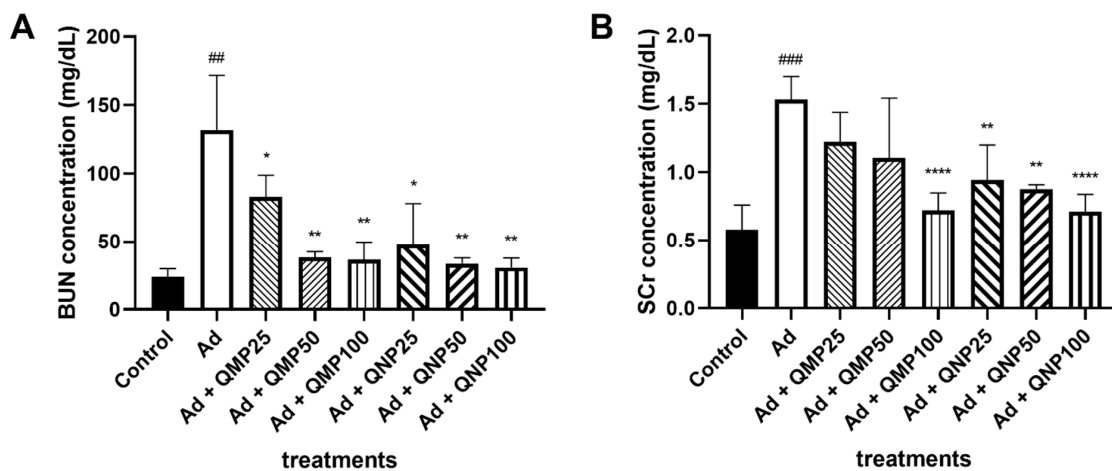 A
BUN concentration (mg/dL)
200
150
100
50
0
##
*
**
**
*
**
**
Control
Ad
Ad + QMP25
Ad + QMP50
Ad + QMP100
Ad + QNP25
Ad + QNP50
Ad + QNP100
treatments
B
SCr concentration (mg/dL)
2.0
1.5
1.0
0.5
0.0
###
****
**
**
****
Control
Ad
Ad + QMP25
Ad + QMP50
Ad + QMP100
Ad + QNP25
Ad + QNP50
Ad + QNP100
treatments